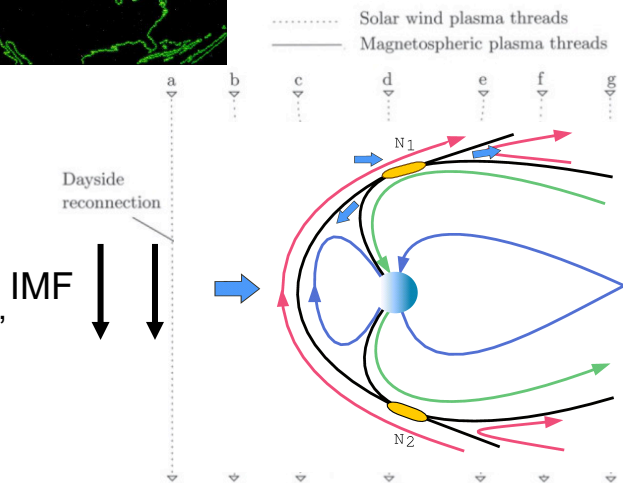 Solar wind plasma threads
Magnetospheric plasma threads
a b c d e f g
N1
Dayside
reconnection
IMF
,
N2